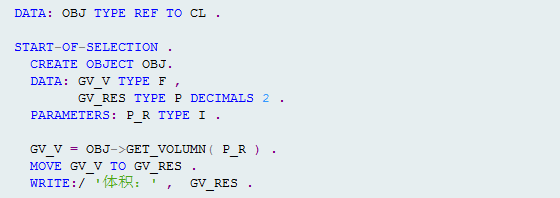 DATA: OBJ TYPE REF TO CL .
START-OF-SELECTION .
CREATE OBJECT OBJ.
DATA: GV_V TYPE F ,
GV_RES TYPE P DECIMALS 2 .
PARAMETERS: P_R TYPE I .
GV_V = OBJ->GET_VOLUMN( P_R ) .
MOVE GV_V TO GV_RES .
WRITE:/ '体积：' , GV_RES .